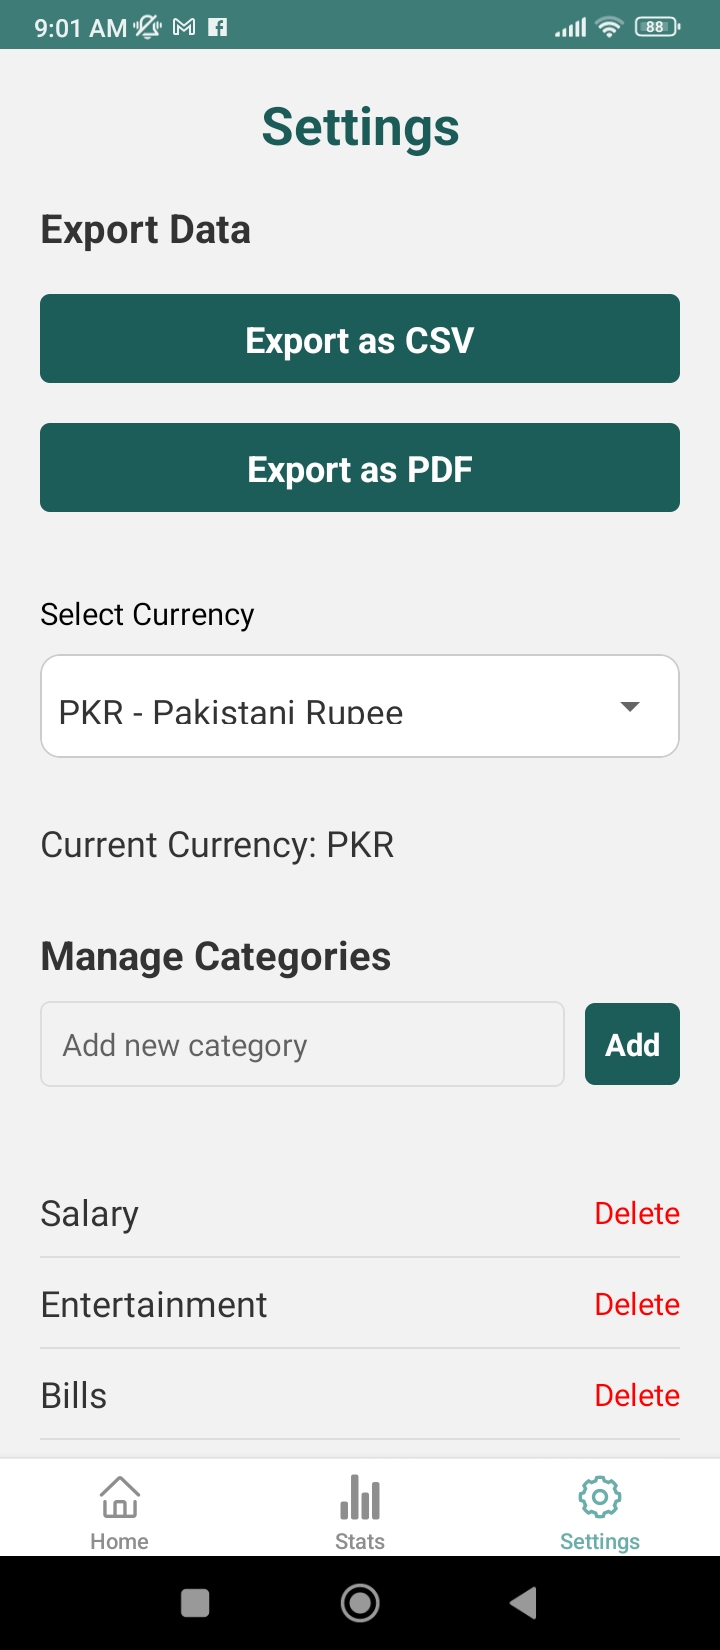 9:01 AM
88
Settings
Export Data
Export as CSV
Export as PDF
Select Currency
PKR - Pakistani Rupee
Current Currency: PKR
Manage Categories
Add new category
Add
Salary
Delete
Entertainment
Delete
Bills
Delete
Home
Stats
Settings